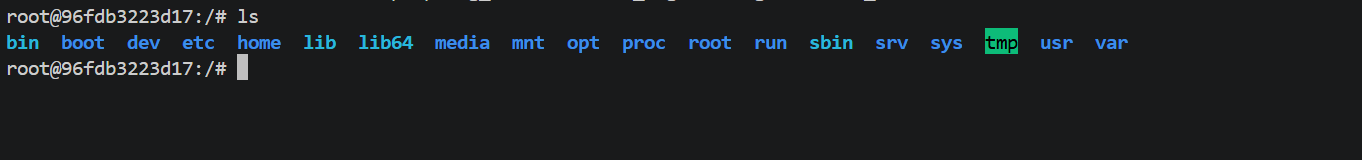 root@96fdb3223d17:/# ls
bin boot dev etc home lib lib64 media mnt opt proc root run sbin srv sys tmp usr var
root@96fdb3223d17:/#